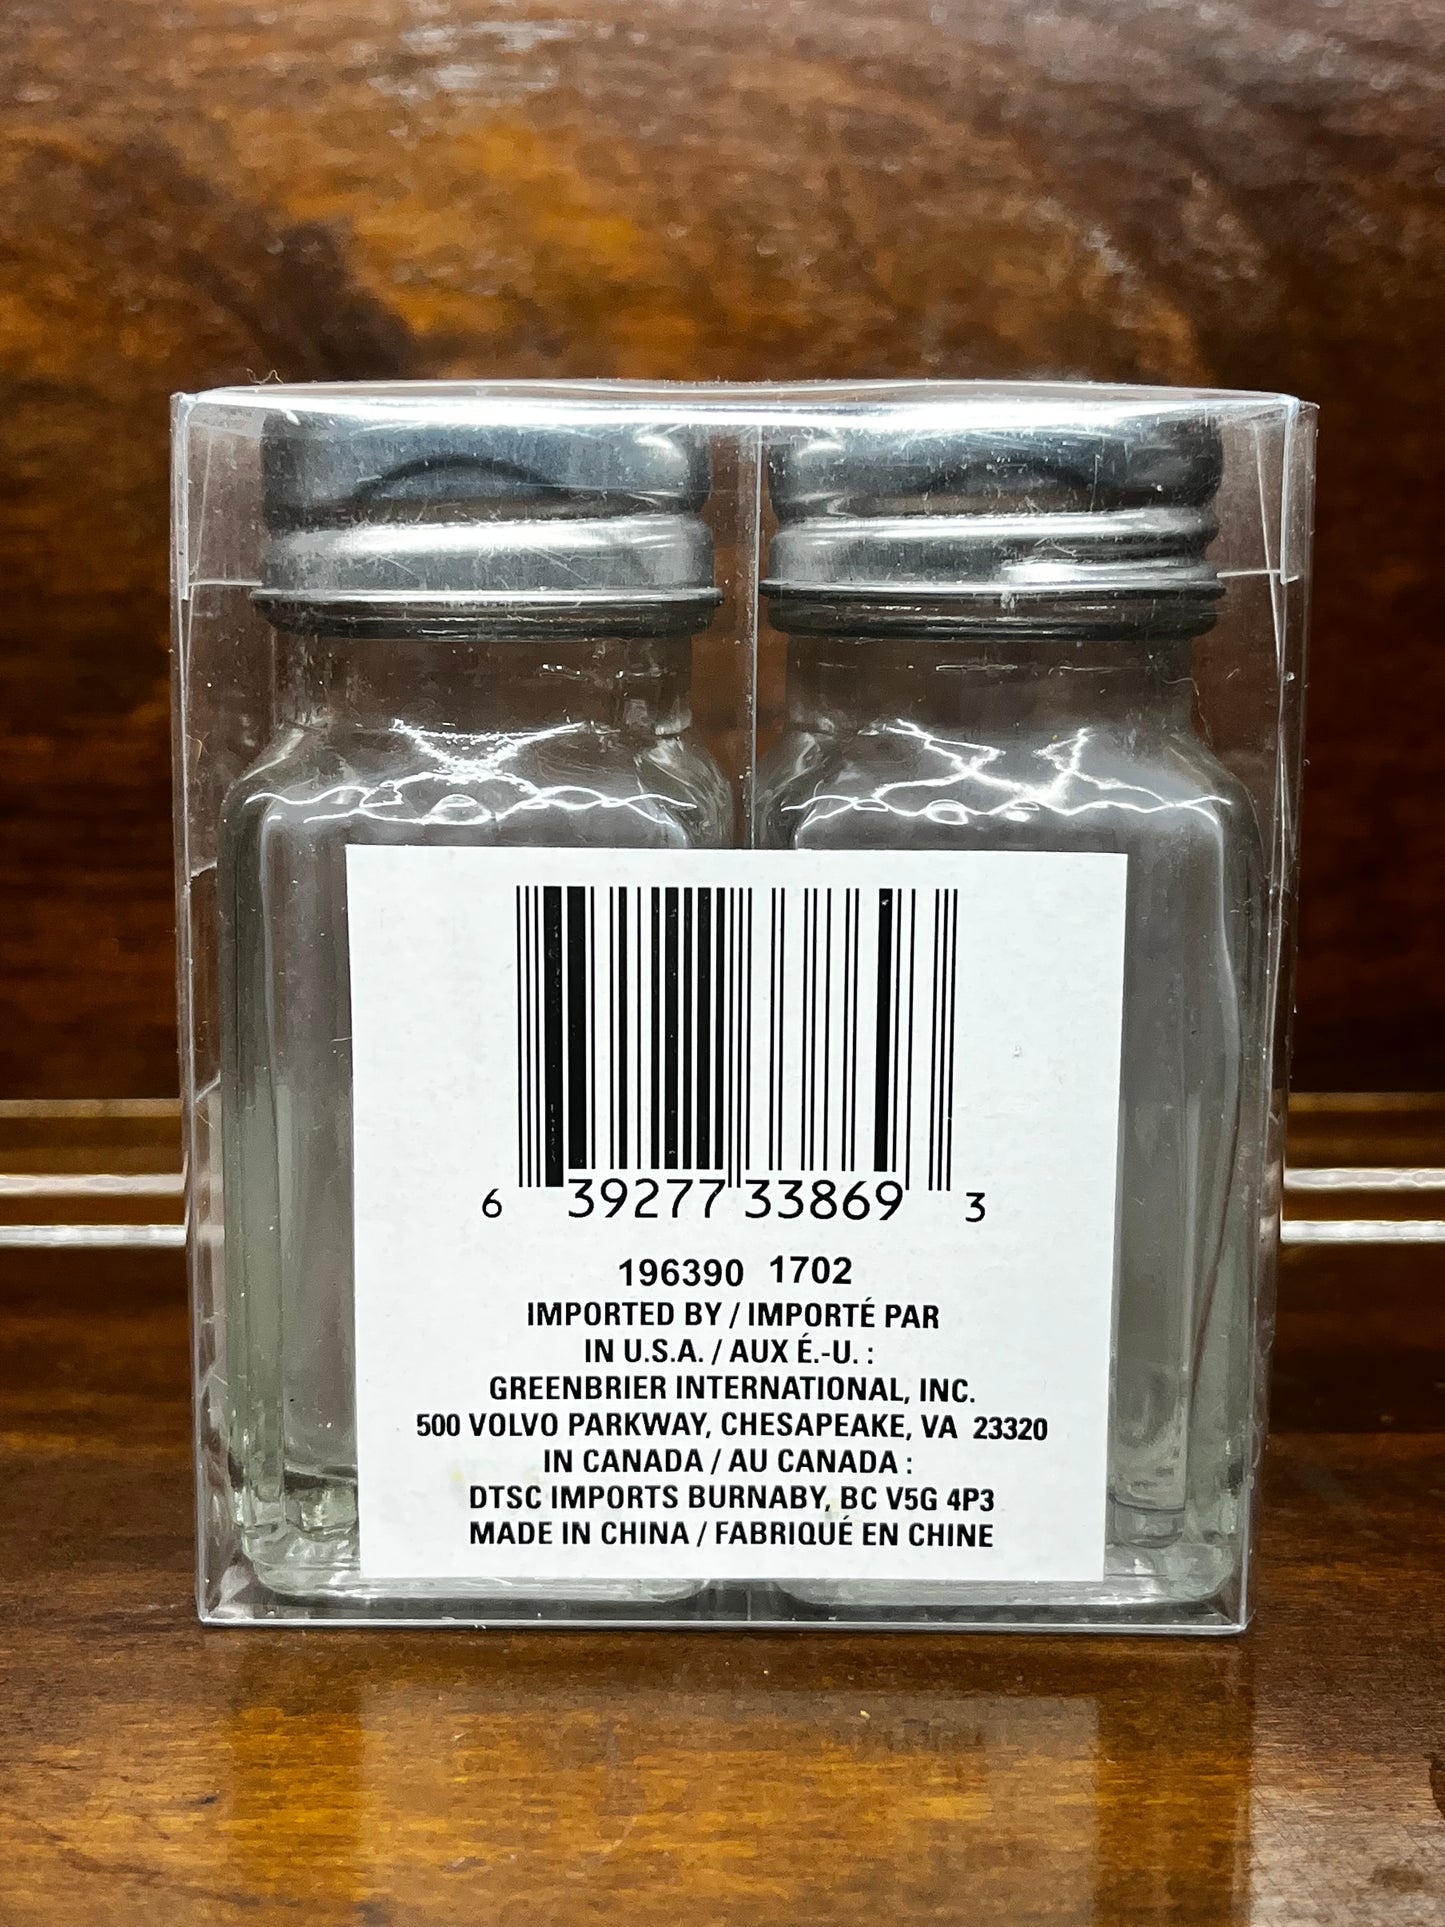 6 39277 33869 3
196390 1702
IMPORTED BY / IMPORTÉ PAR
IN U.S.A. / AUX É.-U. :
GREENBRIER INTERNATIONAL, INC.
500 VOLVO PARKWAY, CHESAPEAKE, VA 23320
IN CANADA / AU CANADA :
DTSC IMPORTS BURNABY, BC V5G 4P3
MADE IN CHINA / FABRIQUÉ EN CHINE